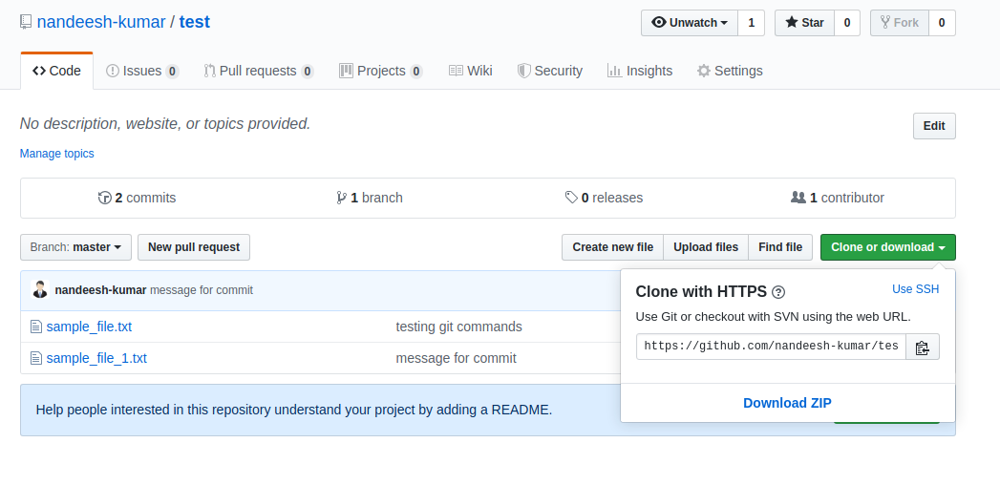 nandeesh-kumar / test
Unwatch 1 Star 0 Fork 0
Code Issues 0 Pull requests 0 Projects 0 Wiki Security Insights Settings
No description, website, or topics provided.
Edit
Manage topics
2 commits 1 branch 0 releases 1 contributor
Branch: master New pull request Create new file Upload files Find file Clone or download
nandeesh-kumar message for commit
Clone with HTTPS Use SSH
Use Git or checkout with SVN using the web URL.
https://github.com/nandeesh-kumar/tes
Download ZIP
sample_file.txt testing git commands
sample_file_1.txt message for commit
Help people interested in this repository understand your project by adding a README.